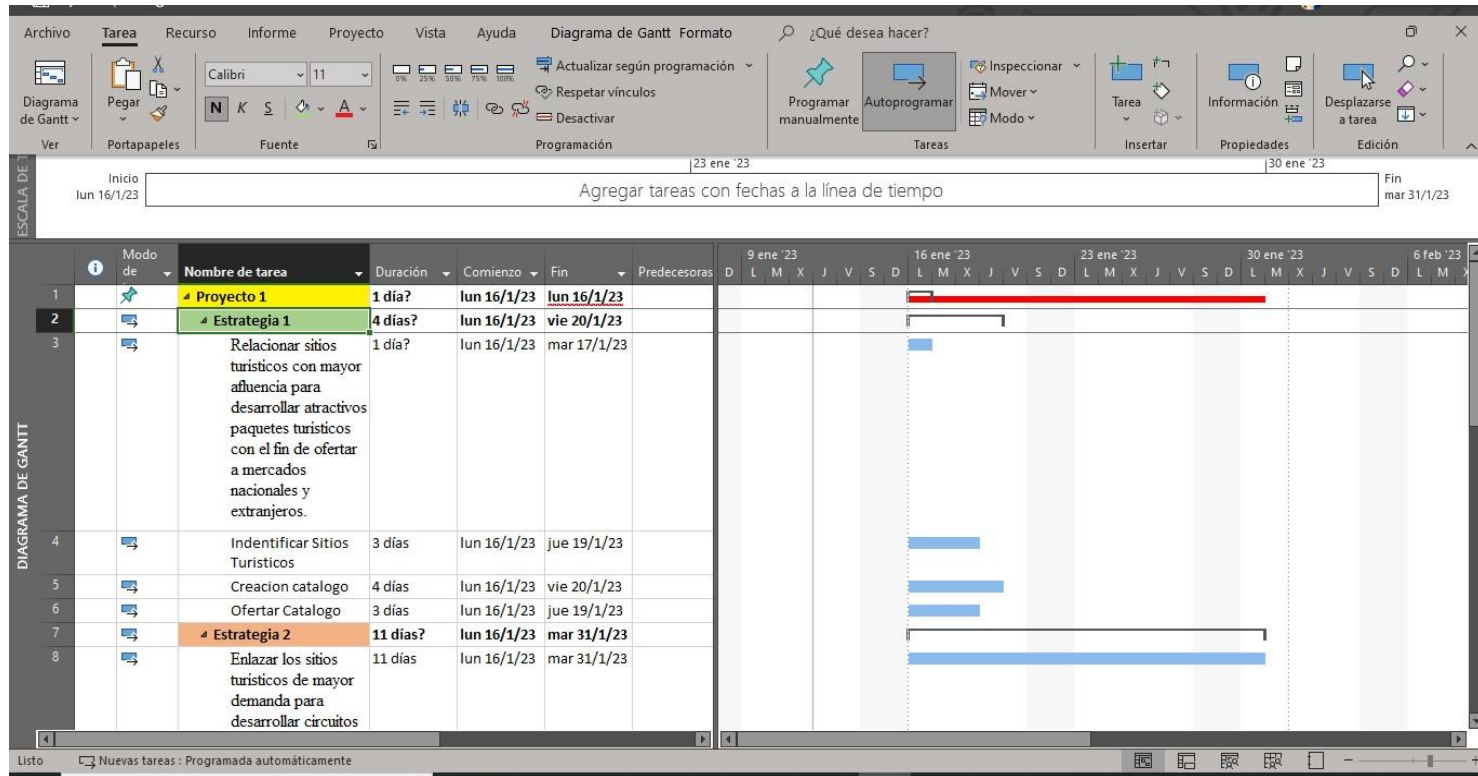 Archivo Tarea Recurso Informe Proyecto Vista Ayuda Diagrama de Gantt Formato ¿Qué desea hacer?
Diagrama de Gantt
Ver
Pegar
Portapapeles
Calibri 11
N K S A
Fuente
0% 25% 50% 75% 100%
Actualizar según programación
Respetar vínculos
Desactivar
Programación
Programar manualmente
Autoprogramar
Inspeccionar
Mover
Modo
Tareas
Tarea
Insertar
Información
Propiedades
Desplazarse a tarea
Edición
ESCALA DE T
Inicio
lun 16/1/23
23 ene '23 30 ene '23
Agregar tareas con fechas a la línea de tiempo
Fin
mar 31/1/23
DIAGRAMA DE GANTT
Modo de Nombre de tarea Duración Comienzo Fin Predecesoras
9 ene '23 16 ene '23 23 ene '23 30 ene '23 6 feb '23
D L M X J V S D L M X J V S D L M X J V S D L M X J V S D L M X
1 Proyecto 1 1 día? lun 16/1/23 lun 16/1/23
2 Estrategia 1 4 días? lun 16/1/23 vie 20/1/23
3 Relacionar sitios 1 día? lun 16/1/23 mar 17/1/23
turisticos con mayor
afluencia para
desarrollar atractivos
paquetes turisticos
con el fin de ofertar
a mercados
nacionales y
extranjeros.
4 Indentificar Sitios 3 días lun 16/1/23 jue 19/1/23
Turisticos
5 Creacion catalogo 4 días lun 16/1/23 vie 20/1/23
6 Ofertar Catalogo 3 días lun 16/1/23 jue 19/1/23
7 Estrategia 2 11 días? lun 16/1/23 mar 31/1/23
8 Enlazar los sitios 11 días lun 16/1/23 mar 31/1/23
turisticos de mayor
demanda para
desarrollar circuitos
Listo Nuevas tareas : Programada automáticamente